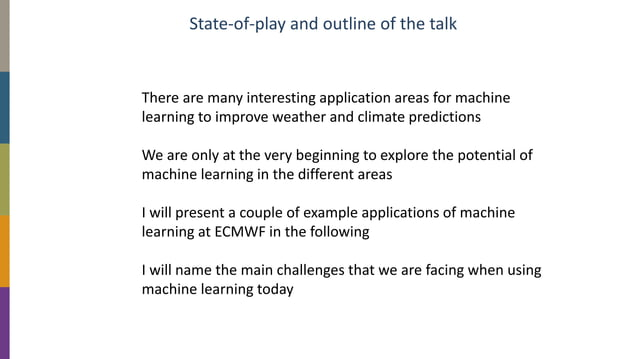 State-of-play and outline of the talk
There are many interesting application areas for machine
learning to improve weather and climate predictions
We are only at the very beginning to explore the potential of
machine learning in the different areas
I will present a couple of example applications of machine
learning at ECMWF in the following
I will name the main challenges that we are facing when using
machine learning today